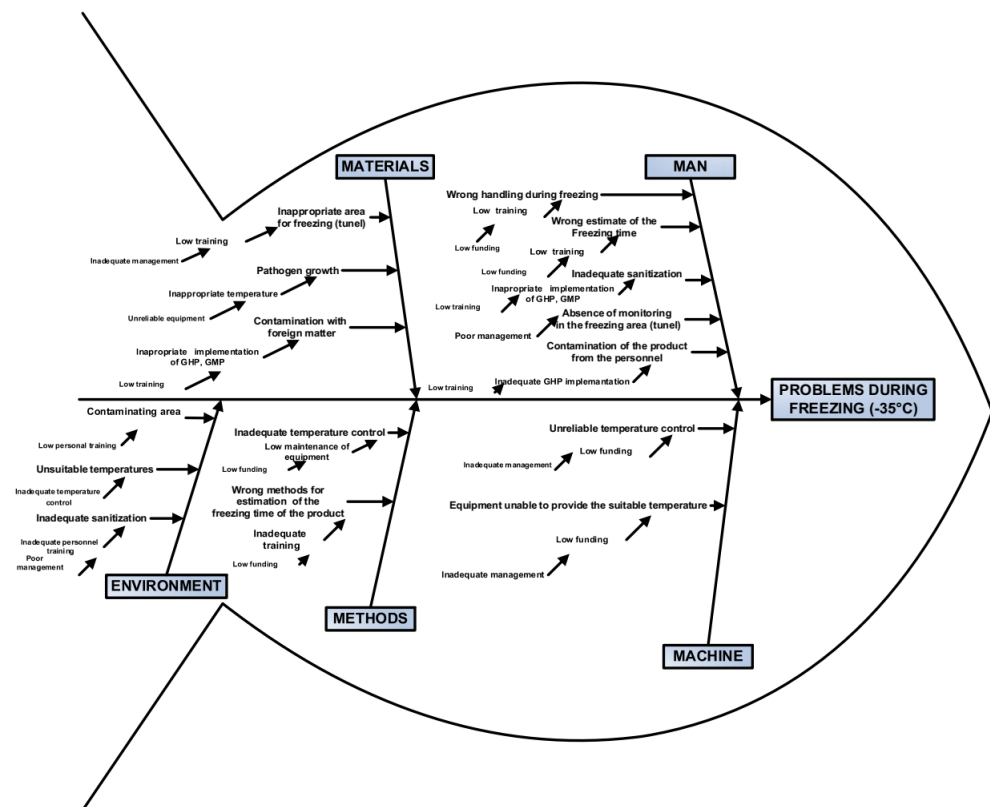 MATERIALS
Inappropriate area
for freezing (tunel)
Low training
Inadequate management
Pathogen growth
Inappropriate temperature
Unreliable equipment
Contamination with
foreign matter
Inapropriate implementation
of GHP, GMP
Low training
MAN
Wrong handling during freezing
Low training
Low funding
Wrong estimate of the
Freezing time
Low training
Low funding
Inadequate sanitization
Inapropriate implementation
of GHP, GMP
Low training
Absence of monitoring
in the freezing area (tunel)
Poor management
Contamination of the product
from the personnel
Inadequate GHP implemantation
Low training
PROBLEMS DURING
FREEZING (-35°C)
Contaminating area
Low personal training
Unsuitable temperatures
Inadequate temperature
control
Inadequate sanitization
Inadequate personnel
training
Poor
management
ENVIRONMENT
Inadequate temperature control
Low maintenance of
equipment
Low funding
Wrong methods for
estimation of the
freezing time of the product
Inadequate
training
Low funding
METHODS
Unreliable temperature control
Low funding
Inadequate management
Equipment unable to provide the suitable temperature
Low funding
Inadequate management
MACHINE